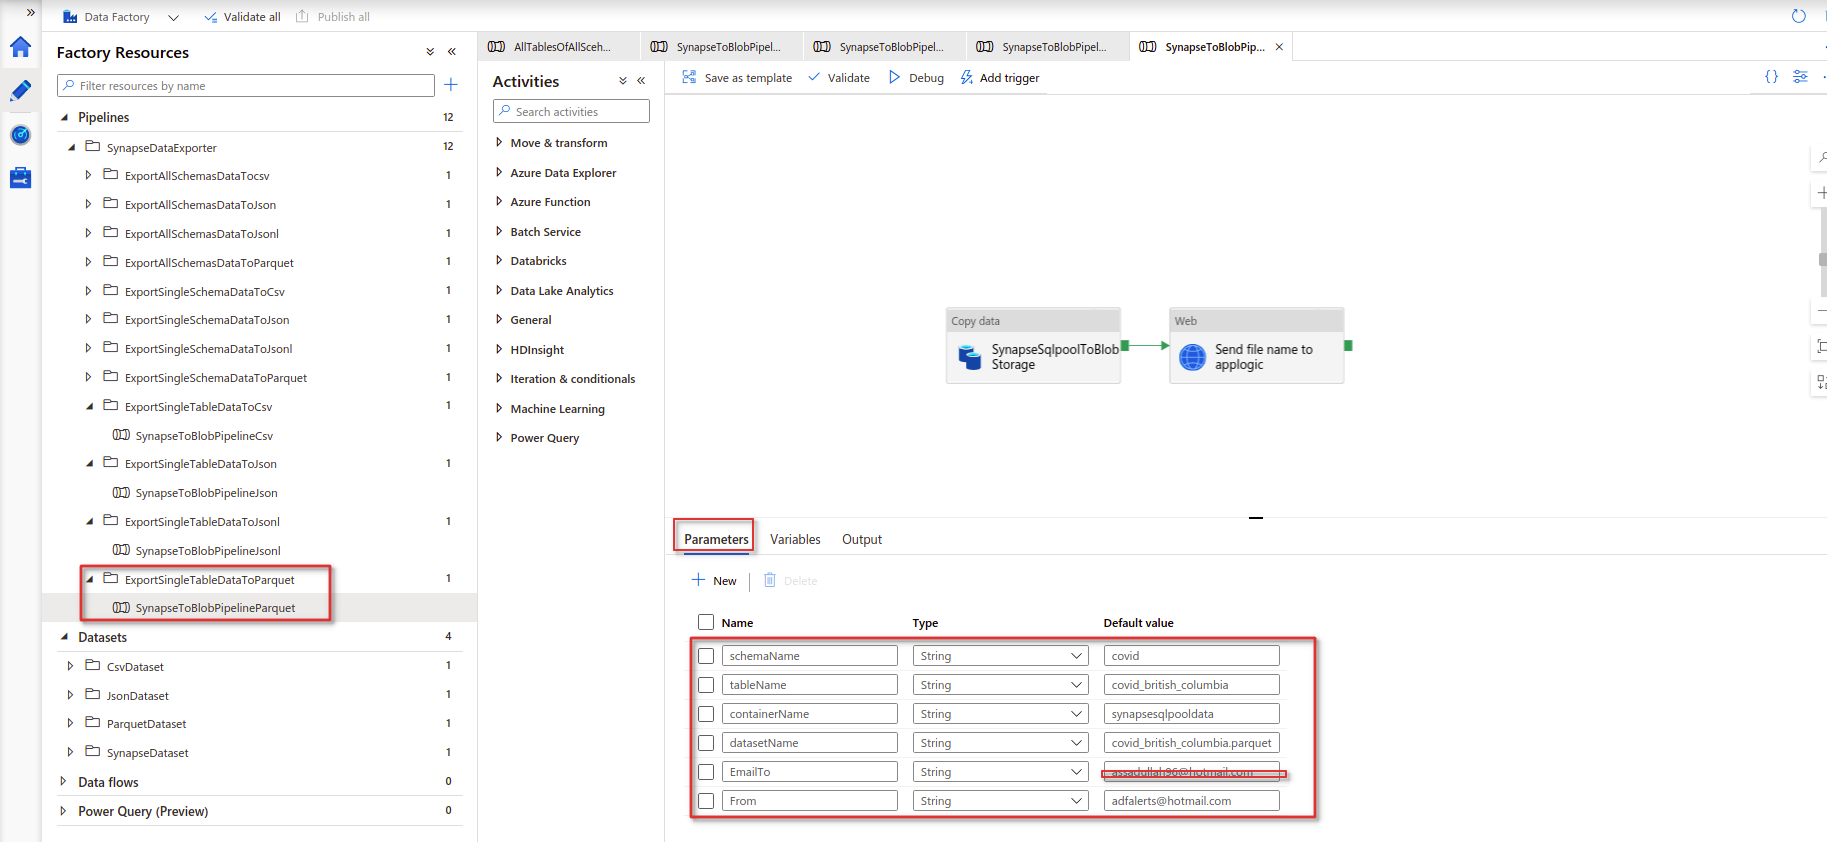 Data Factory
Validate all
Publish all
Factory Resources
Filter resources by name
Pipelines 12
SynapseDataExporter 12
ExportAllSchemasDataTocsv 1
ExportAllSchemasDataToJson 1
ExportAllSchemasDataToJsonl 1
ExportAllSchemasDataToParquet 1
ExportSingleSchemaDataToCsv 1
ExportSingleSchemaDataToJson 1
ExportSingleSchemaDataToJsonl 1
ExportSingleSchemaDataToParquet 1
ExportSingleTableDataToCsv 1
SynapseToBlobPipelineCsv
ExportSingleTableDataToJson 1
SynapseToBlobPipelineJson
ExportSingleTableDataToJsonl 1
SynapseToBlobPipelineJsonl
ExportSingleTableDataToParquet 1
SynapseToBlobPipelineParquet
Datasets 4
CsvDataset 1
JsonDataset 1
ParquetDataset 1
SynapseDataset 1
Data flows 0
Power Query (Preview) 0
AllTablesOfAllSceh...
SynapseToBlobPipel...
SynapseToBlobPipel...
SynapseToBlobPipel...
SynapseToBlobPip...
Activities
Search activities
Move & transform
Azure Data Explorer
Azure Function
Batch Service
Databricks
Data Lake Analytics
General
HDInsight
Iteration & conditionals
Machine Learning
Power Query
Save as template
Validate
Debug
Add trigger
Copy data
SynapseSqlpoolToBlob
Storage
Web
Send file name to
applogic
Parameters Variables Output
New
Delete
Name Type Default value
schemaName String covid
tableName String covid_british_columbia
containerName String synapsesqlpooldata
datasetName String covid_british_columbia.parquet
EmailTo String
From String adfalerts@hotmail.com